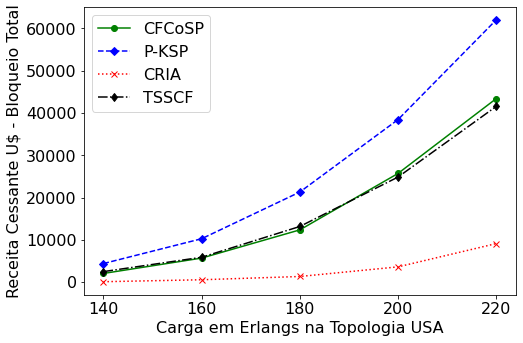 Receita Cessante U$ - Bloqueio Total
60000
50000
40000
30000
20000
10000
0
CFCoSP
P-KSP
CRIA
TSSCF
140 160 180 200 220
Carga em Erlangs na Topologia USA